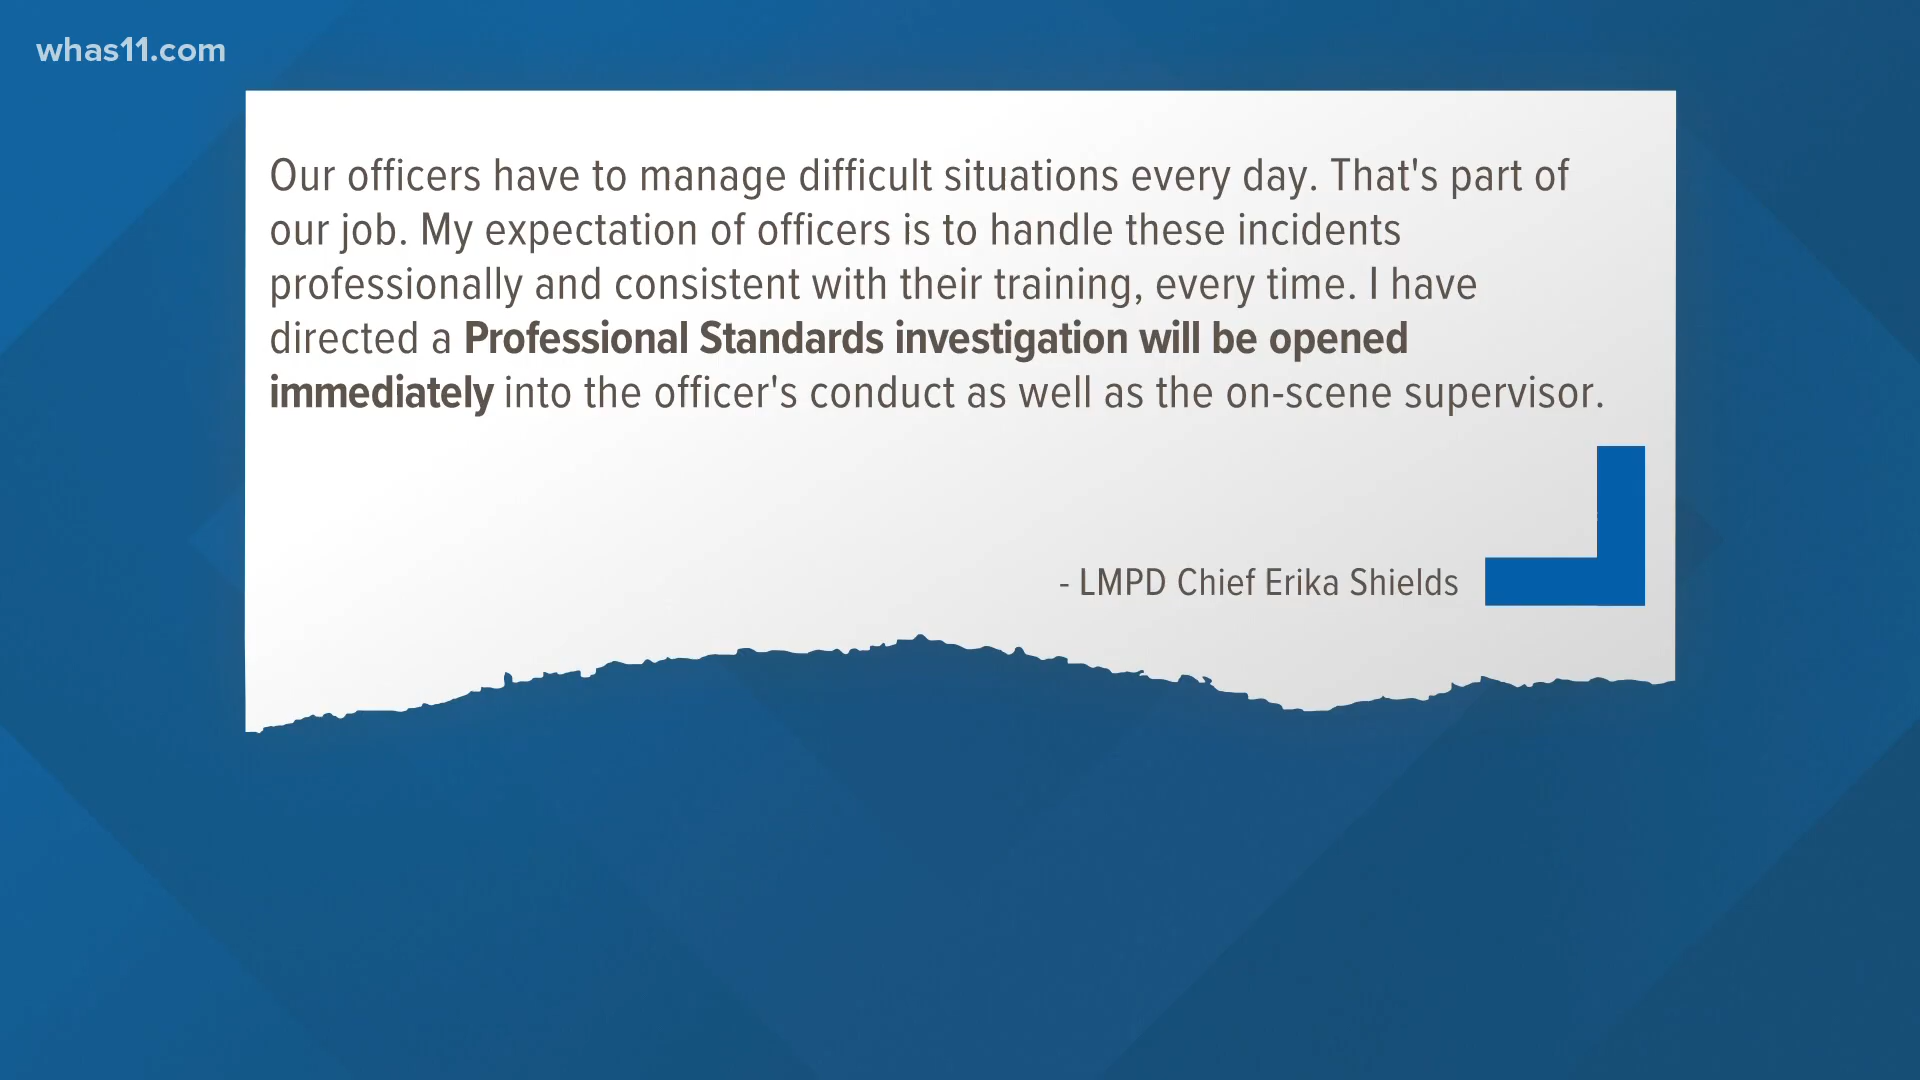 whas11.com
Our officers have to manage difficult situations every day. That's part of
our job. My expectation of officers is to handle these incidents
professionally and consistent with their training, every time. I have
directed a Professional Standards investigation will be opened
immediately into the officer's conduct as well as the on-scene supervisor.
- LMPD Chief Erika Shields